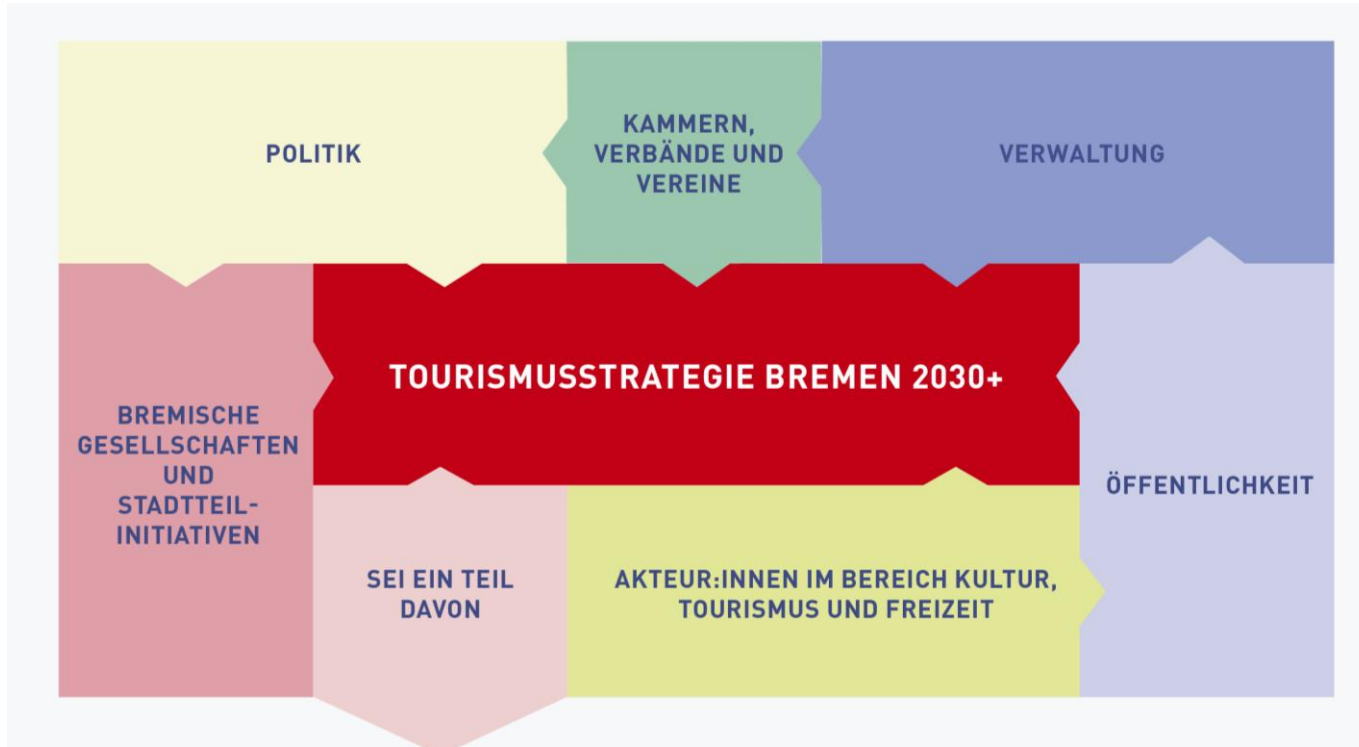 POLITIK
KAMMERN,
VERBÄNDE UND
VEREINE
VERWALTUNG
TOURISMUSSTRATEGIE BREMEN 2030+
BREMISCHE
GESELLSCHAFTEN
UND
STADTTEIL-
INITIATIVEN
ÖFFENTLICHKEIT
SEI EIN TEIL
DAVON
AKTEUR:INNEN IM BEREICH KULTUR,
TOURISMUS UND FREIZEIT